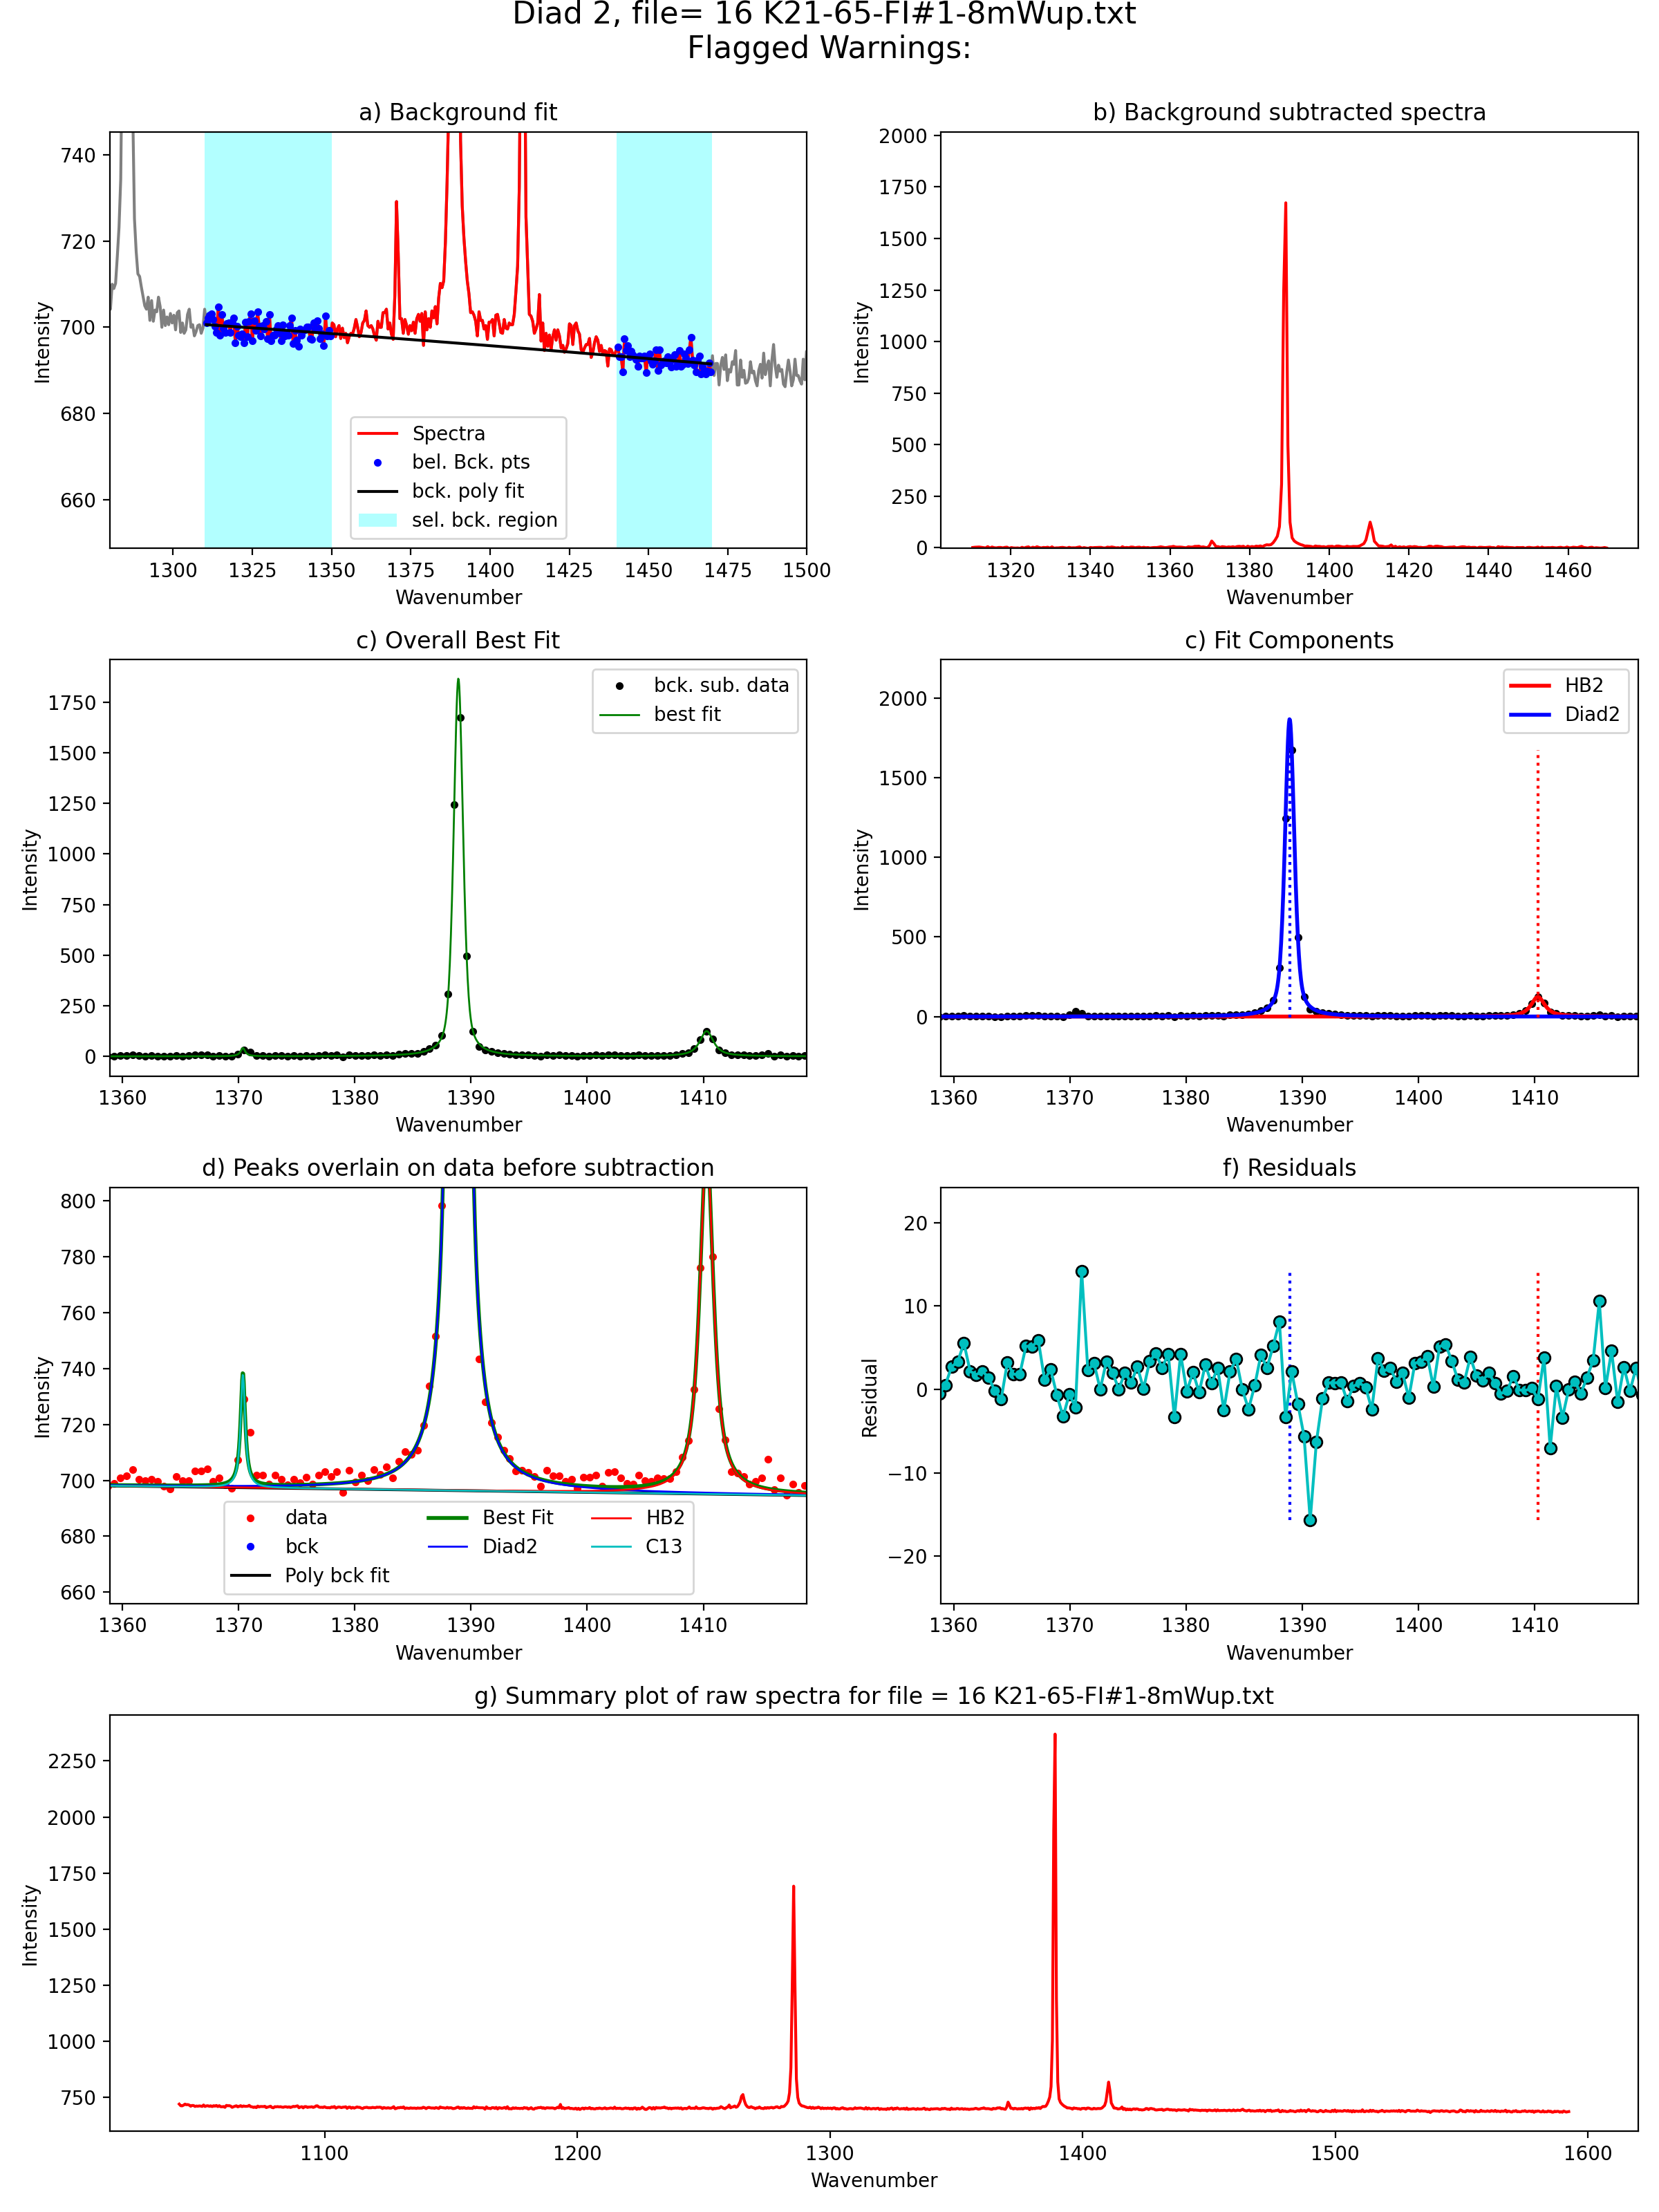 Diad 2, file= 16 K21-65-FI#1-8mWup.txt
Flagged Warnings:
a) Background fit
740
720
700
680
660
Intensity
Spectra
bel. Bck. pts
bck. poly fit
sel. bck. region
1300 1325 1350 1375 1400 1425 1450 1475 1500
Wavenumber
b) Background subtracted spectra
2000
1750
1500
1250
1000
750
500
250
0
Intensity
1320 1340 1360 1380 1400 1420 1440 1460
Wavenumber
c) Overall Best Fit
1750
1500
1250
1000
750
500
250
0
Intensity
bck. sub. data
best fit
1360 1370 1380 1390 1400 1410
Wavenumber
c) Fit Components
2000
1500
1000
500
0
Intensity
HB2
Diad2
1360 1370 1380 1390 1400 1410
Wavenumber
d) Peaks overlain on data before subtraction
800
780
760
740
720
700
680
660
Intensity
data
bck
Poly bck fit
Best Fit
Diad2
HB2
C13
1360 1370 1380 1390 1400 1410
Wavenumber
f) Residuals
20
10
0
−10
−20
Residual
1360 1370 1380 1390 1400 1410
Wavenumber
g) Summary plot of raw spectra for file = 16 K21-65-FI#1-8mWup.txt
2250
2000
1750
1500
1250
1000
750
Intensity
1100 1200 1300 1400 1500 1600
Wavenumber